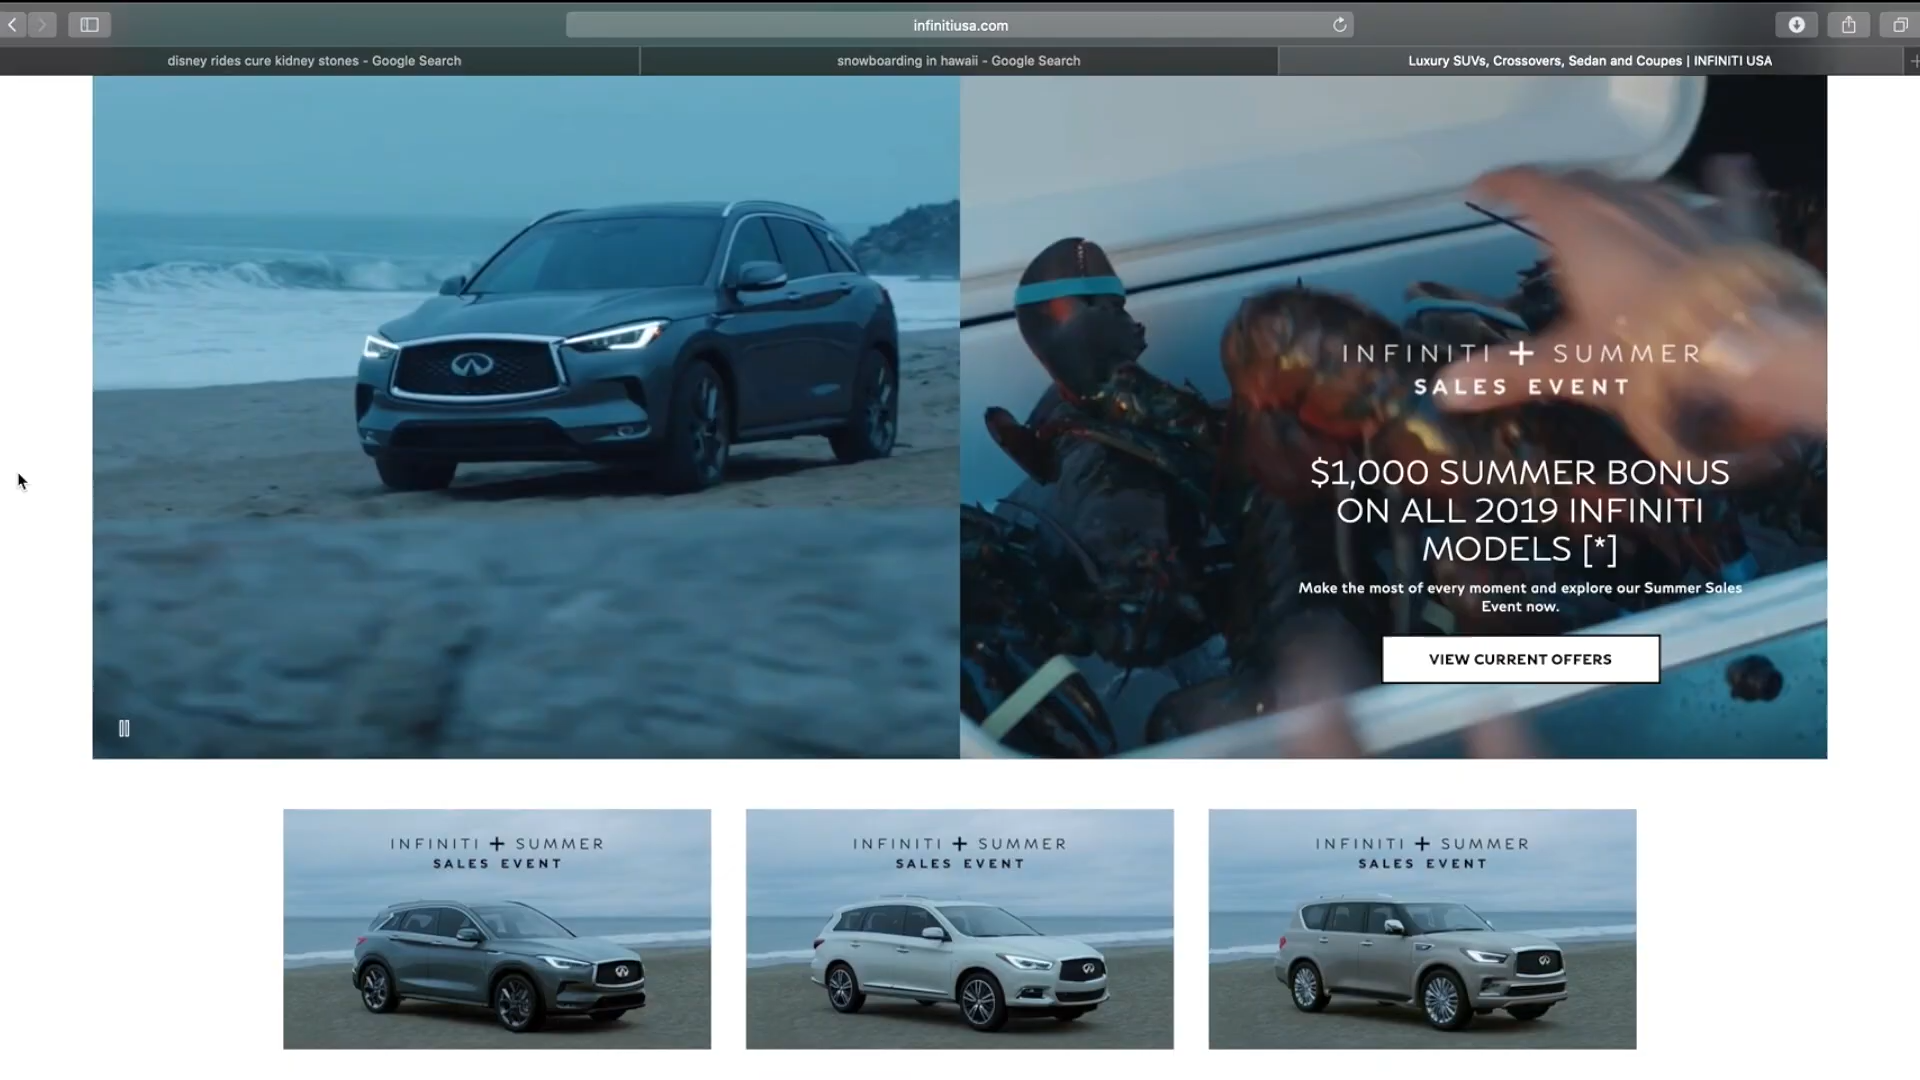 infinitiusa.com
disney rides cure kidney stones - Google Search
snowboarding in hawaii - Google Search
Luxury SUVs, Crossovers, Sedan and Coupes | INFINITI USA
INFINITI + SUMMER
SALES EVENT
$1,000 SUMMER BONUS
ON ALL 2019 INFINITI
MODELS [*]
Make the most of every moment and explore our Summer Sales
Event now.
VIEW CURRENT OFFERS
INFINITI + SUMMER
SALES EVENT
INFINITI + SUMMER
SALES EVENT
INFINITI + SUMMER
SALES EVENT